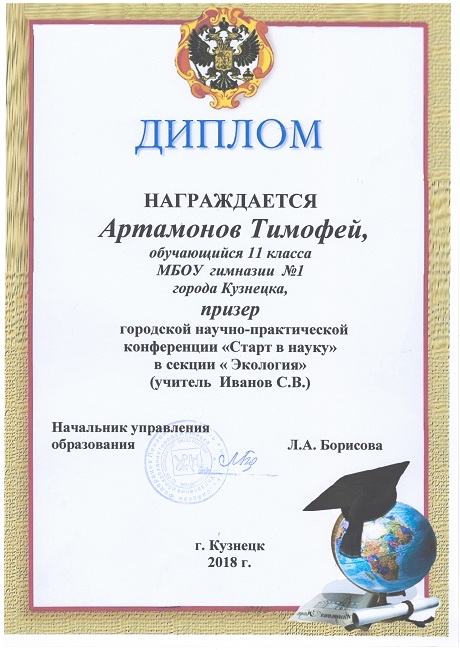 ДИПЛОМ
НАГРАЖДАЕТСЯ
Артамонов Тимофей,
обучающийся 11 класса
МБОУ гимназии №1
города Кузнецка,
призер
городской научно-практической
конференции «Старт в науку»
в секции « Экология»
(учитель Иванов С.В.)
Начальник управления
образования Л.А. Борисова
г. Кузнецк
2018 г.